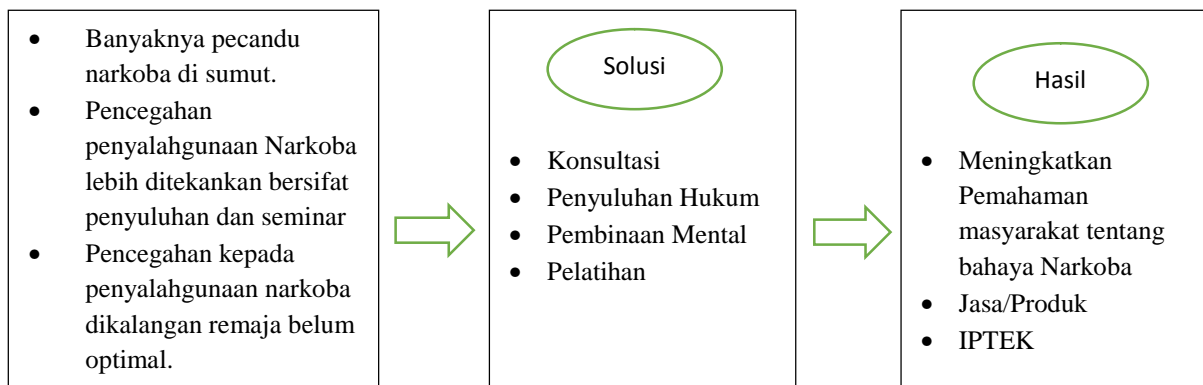 • Banyaknya pecandu
narkoba di sumut.
• Pencegahan
penyalahgunaan Narkoba
lebih ditekankan bersifat
penyuluhan dan seminar
• Pencegahan kepada
penyalahgunaan narkoba
dikalangan remaja belum
optimal.
Solusi
• Konsultasi
• Penyuluhan Hukum
• Pembinaan Mental
• Pelatihan
Hasil
• Meningkatkan
Pemahaman
masyarakat tentang
bahaya Narkoba
• Jasa/Produk
• IPTEK